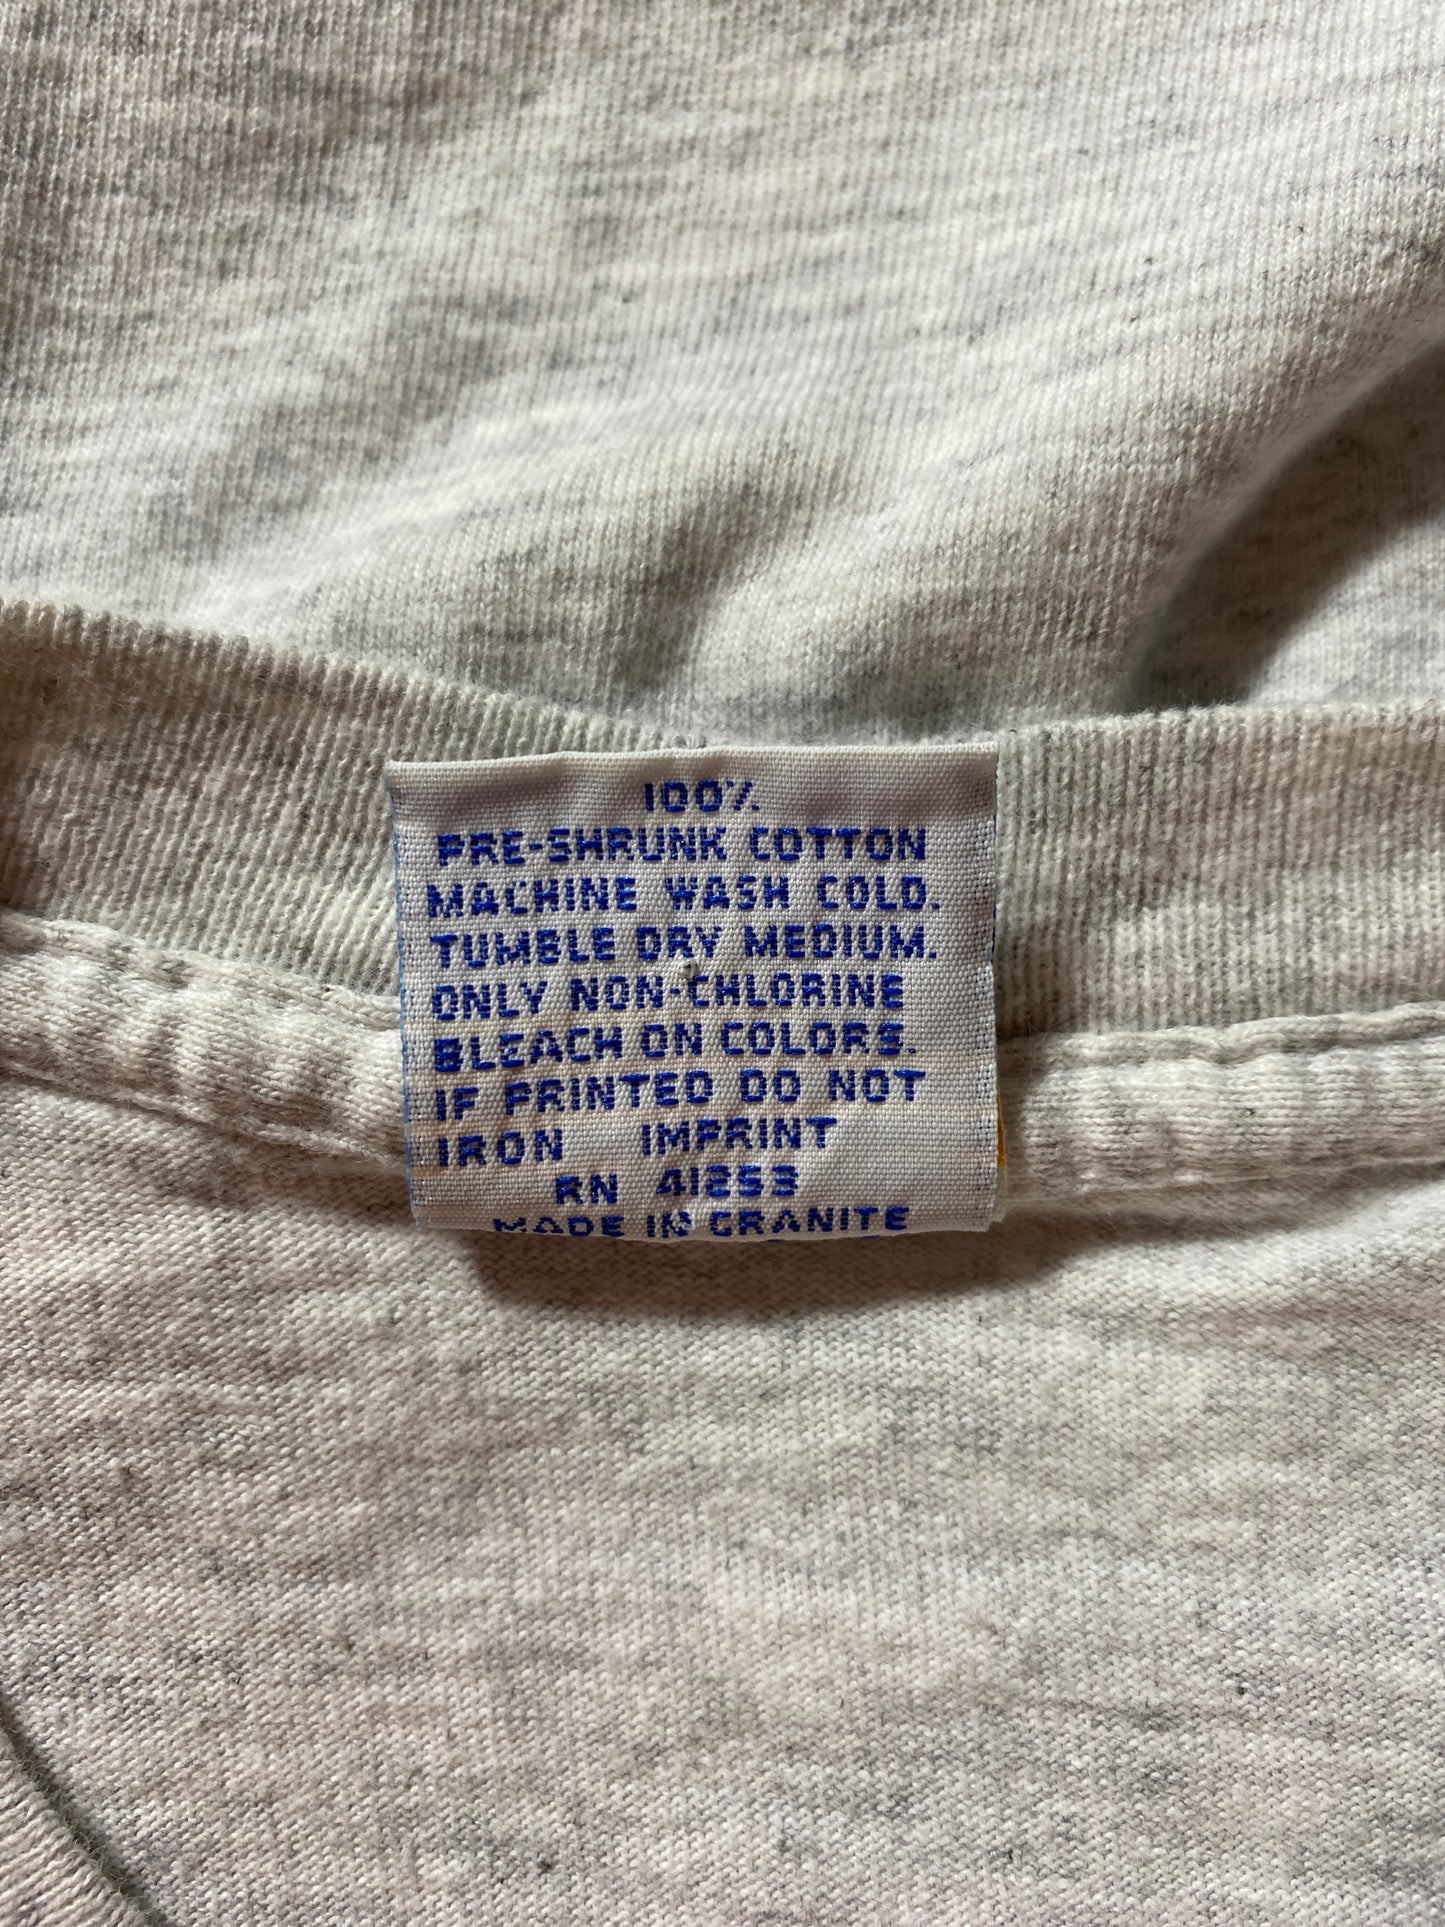 100%
PRE-SHRUNK COTTON
MACHINE WASH COLD.
TUMBLE DRY MEDIUM.
ONLY NON-CHLORINE
BLEACH ON COLORS.
IF PRINTED DO NOT
IRON IMPRINT
RN 41253
MADE IN GRANITE